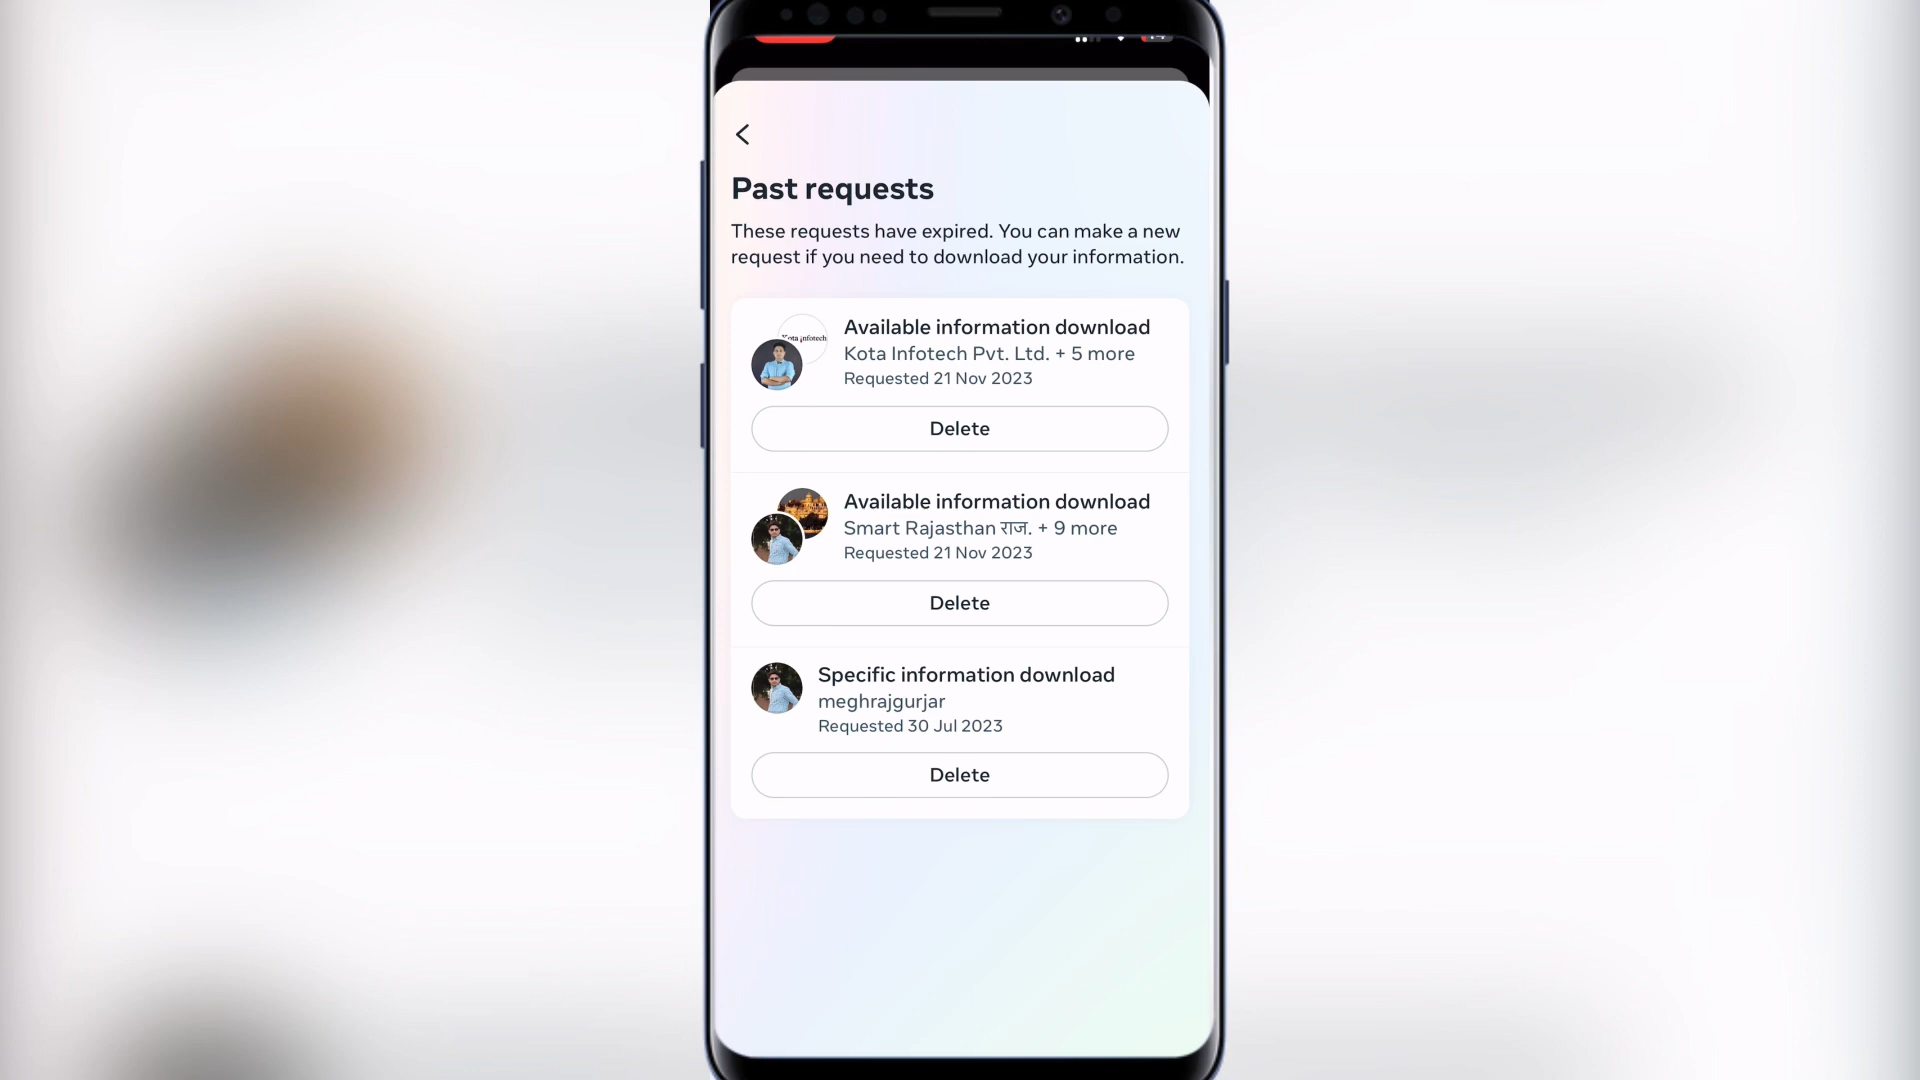 Past requests
These requests have expired. You can make a new
request if you need to download your information.
Kota infotech
Available information download
Kota Infotech Pvt. Ltd. + 5 more
Requested 21 Nov 2023
Delete
Available information download
Smart Rajasthan राज. + 9 more
Requested 21 Nov 2023
Delete
Specific information download
meghrajgurjar
Requested 30 Jul 2023
Delete